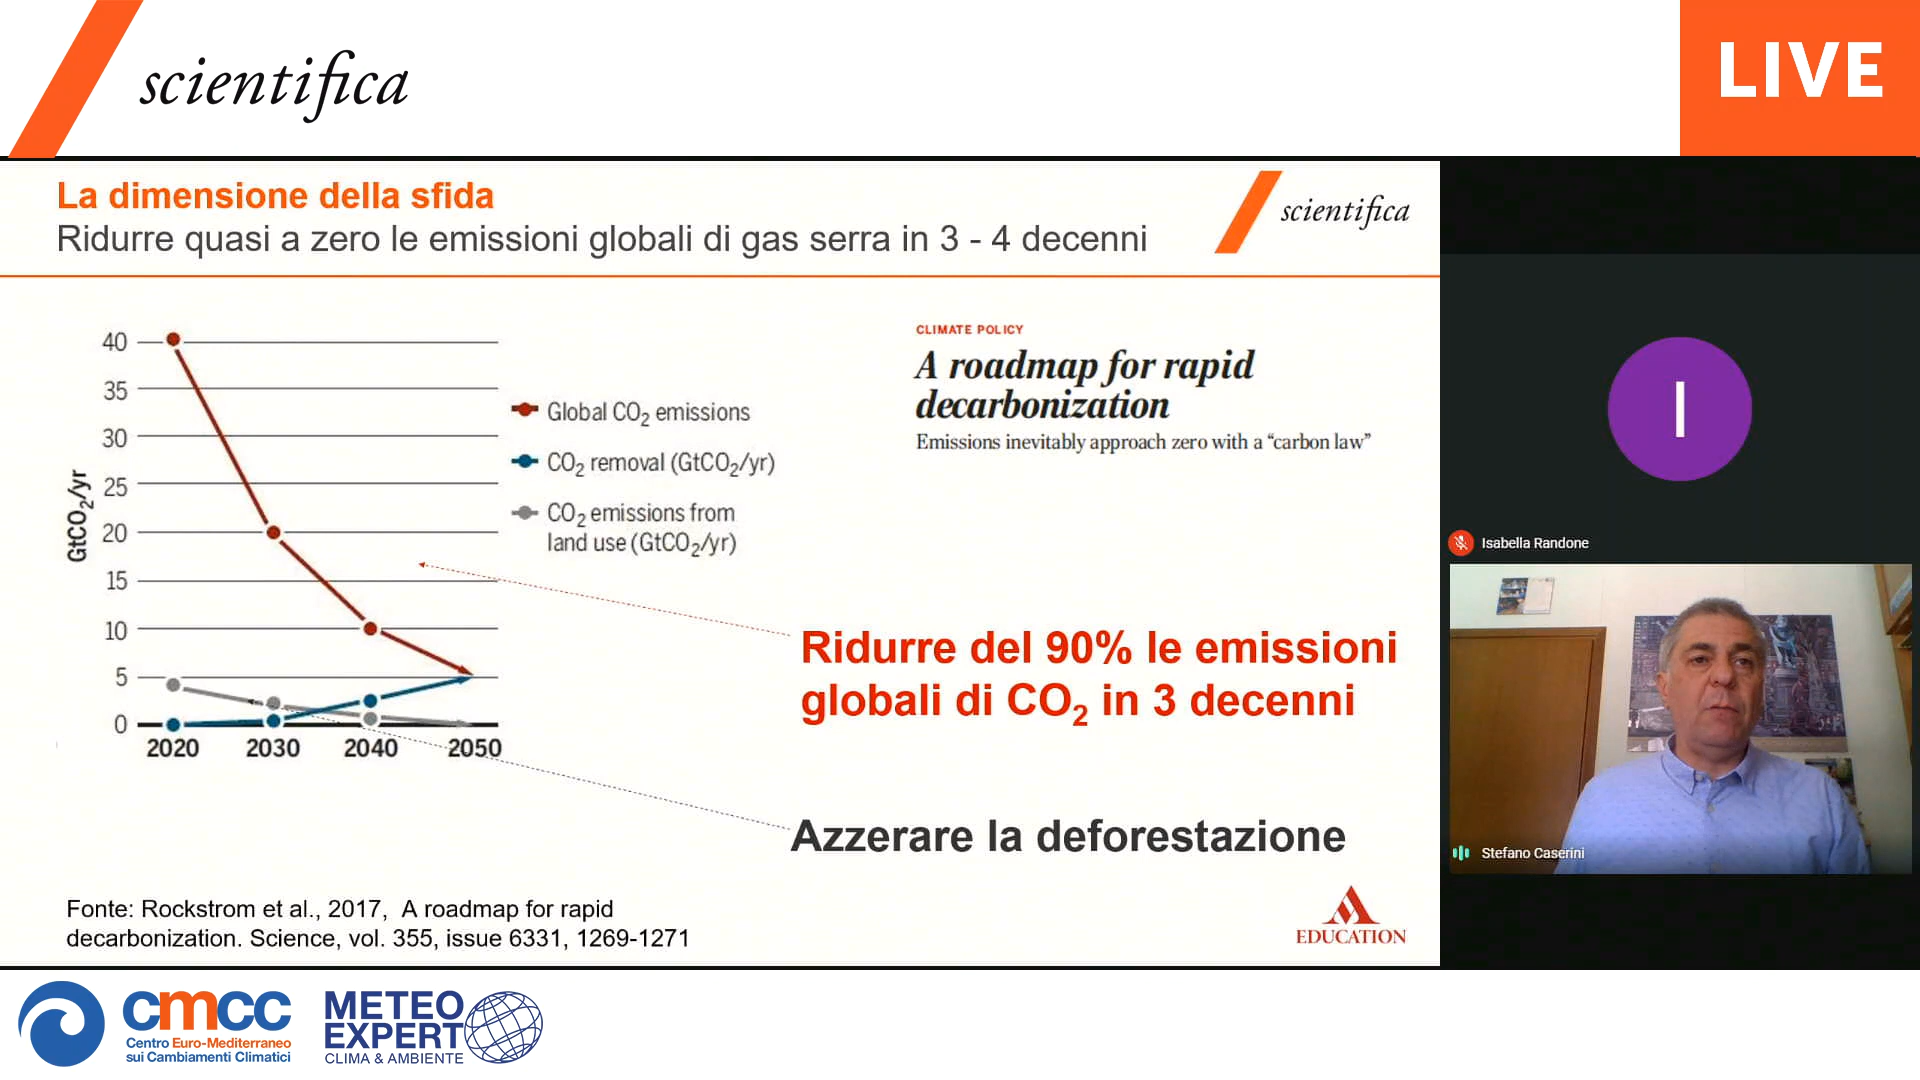 scientifica
LIVE
La dimensione della sfida
Ridurre quasi a zero le emissioni globali di gas serra in 3 - 4 decenni
scientifica
40
35
30
25
20
15
10
5
0
GtCO2/yr
2020 2030 2040 2050
Global CO2 emissions
CO2 removal (GtCO2/yr)
CO2 emissions from
land use (GtCO2/yr)
CLIMATE POLICY
A roadmap for rapid
decarbonization
Emissions inevitably approach zero with a “carbon law”
Ridurre del 90% le emissioni
globali di CO2 in 3 decenni
Azzerare la deforestazione
Fonte: Rockstrom et al., 2017, A roadmap for rapid
decarbonization. Science, vol. 355, issue 6331, 1269-1271
EDUCATION
I
Isabella Randone
Stefano Caserini
cmcc
Centro Euro-Mediterraneo
sui Cambiamenti Climatici
METEO
EXPERT
CLIMA & AMBIENTE